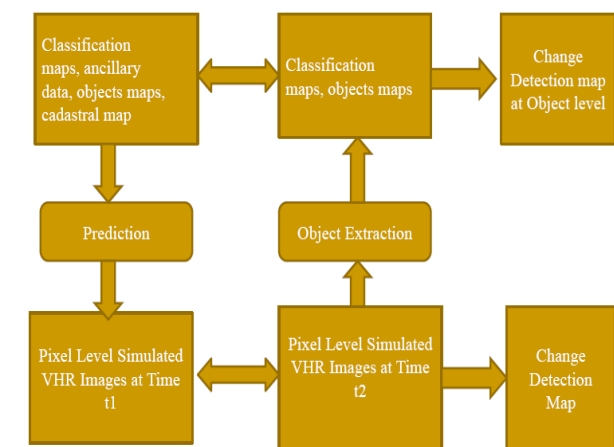 Classification
maps, ancillary
data, objects maps,
cadastral map
Classification
maps, objects maps
Change
Detection map
at Object level
Prediction
Object Extraction
Pixel Level Simulated
VHR Images at Time
t1
Pixel Level Simulated
VHR Images at Time
t2
Change
Detection
Map